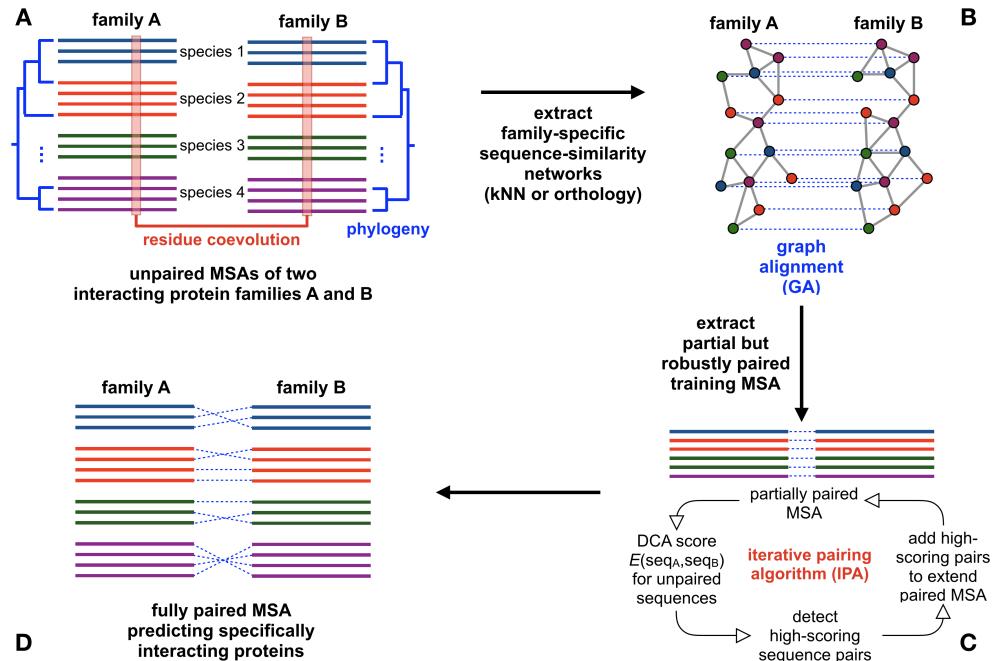 A
family A
family B
species 1
species 2
species 3
species 4
residue coevolution
phylogeny
unpaired MSAs of two
interacting protein families A and B
extract
family-specific
sequence-similarity
networks
(kNN or orthology)
B
family A
family B
graph
alignment
(GA)
extract
partial but
robustly paired
training MSA
partially paired
MSA
DCA score
E(seqA,seqB)
for unpaired
sequences
iterative pairing
algorithm (IPA)
add high-
scoring pairs
to extend
paired MSA
detect
high-scoring
sequence pairs
C
family A
family B
fully paired MSA
predicting specifically
interacting proteins
D